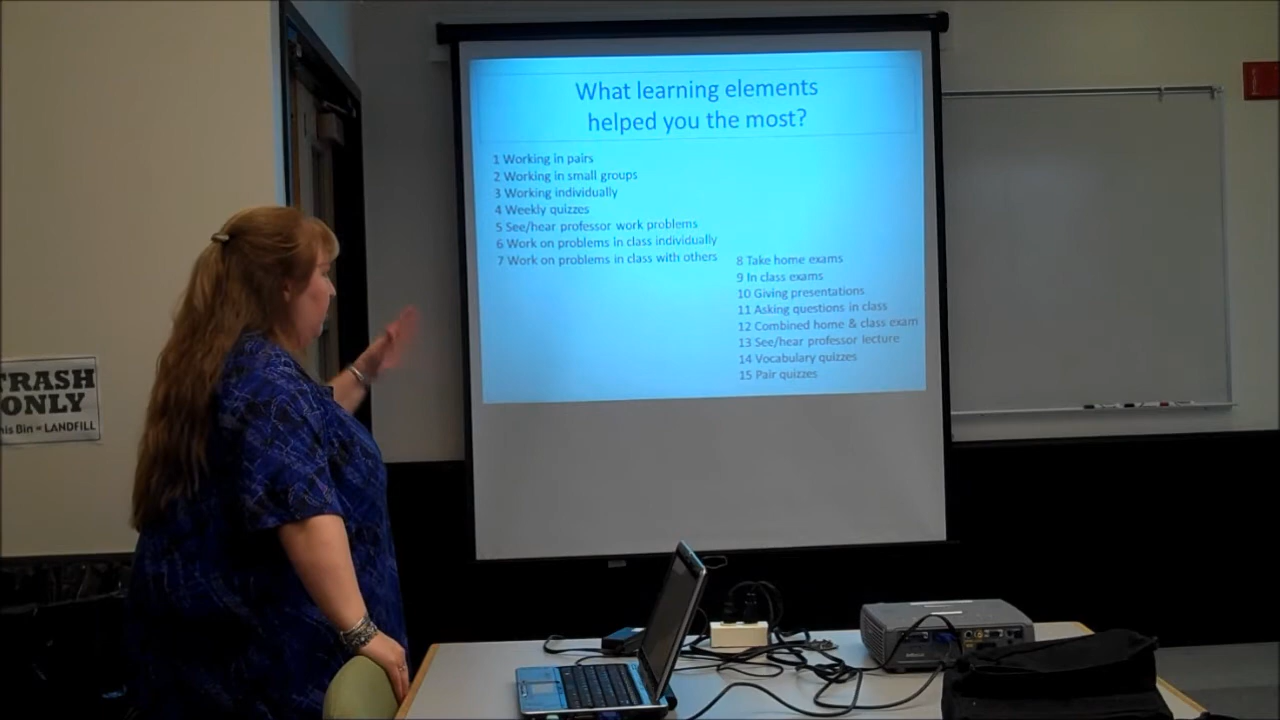 What learning elements
helped you the most?
1 Working in pairs
2 Working in small groups
3 Working individually
4 Weekly quizzes
5 See/hear professor work problems
6 Work on problems in class individually
7 Work on problems in class with others
8 Take home exams
9 In class exams
10 Giving presentations
11 Asking questions in class
12 Combined home & class exam
13 See/hear professor lecture
14 Vocabulary quizzes
15 Pair quizzes
TRASH
ONLY
his Bin = LANDFILL